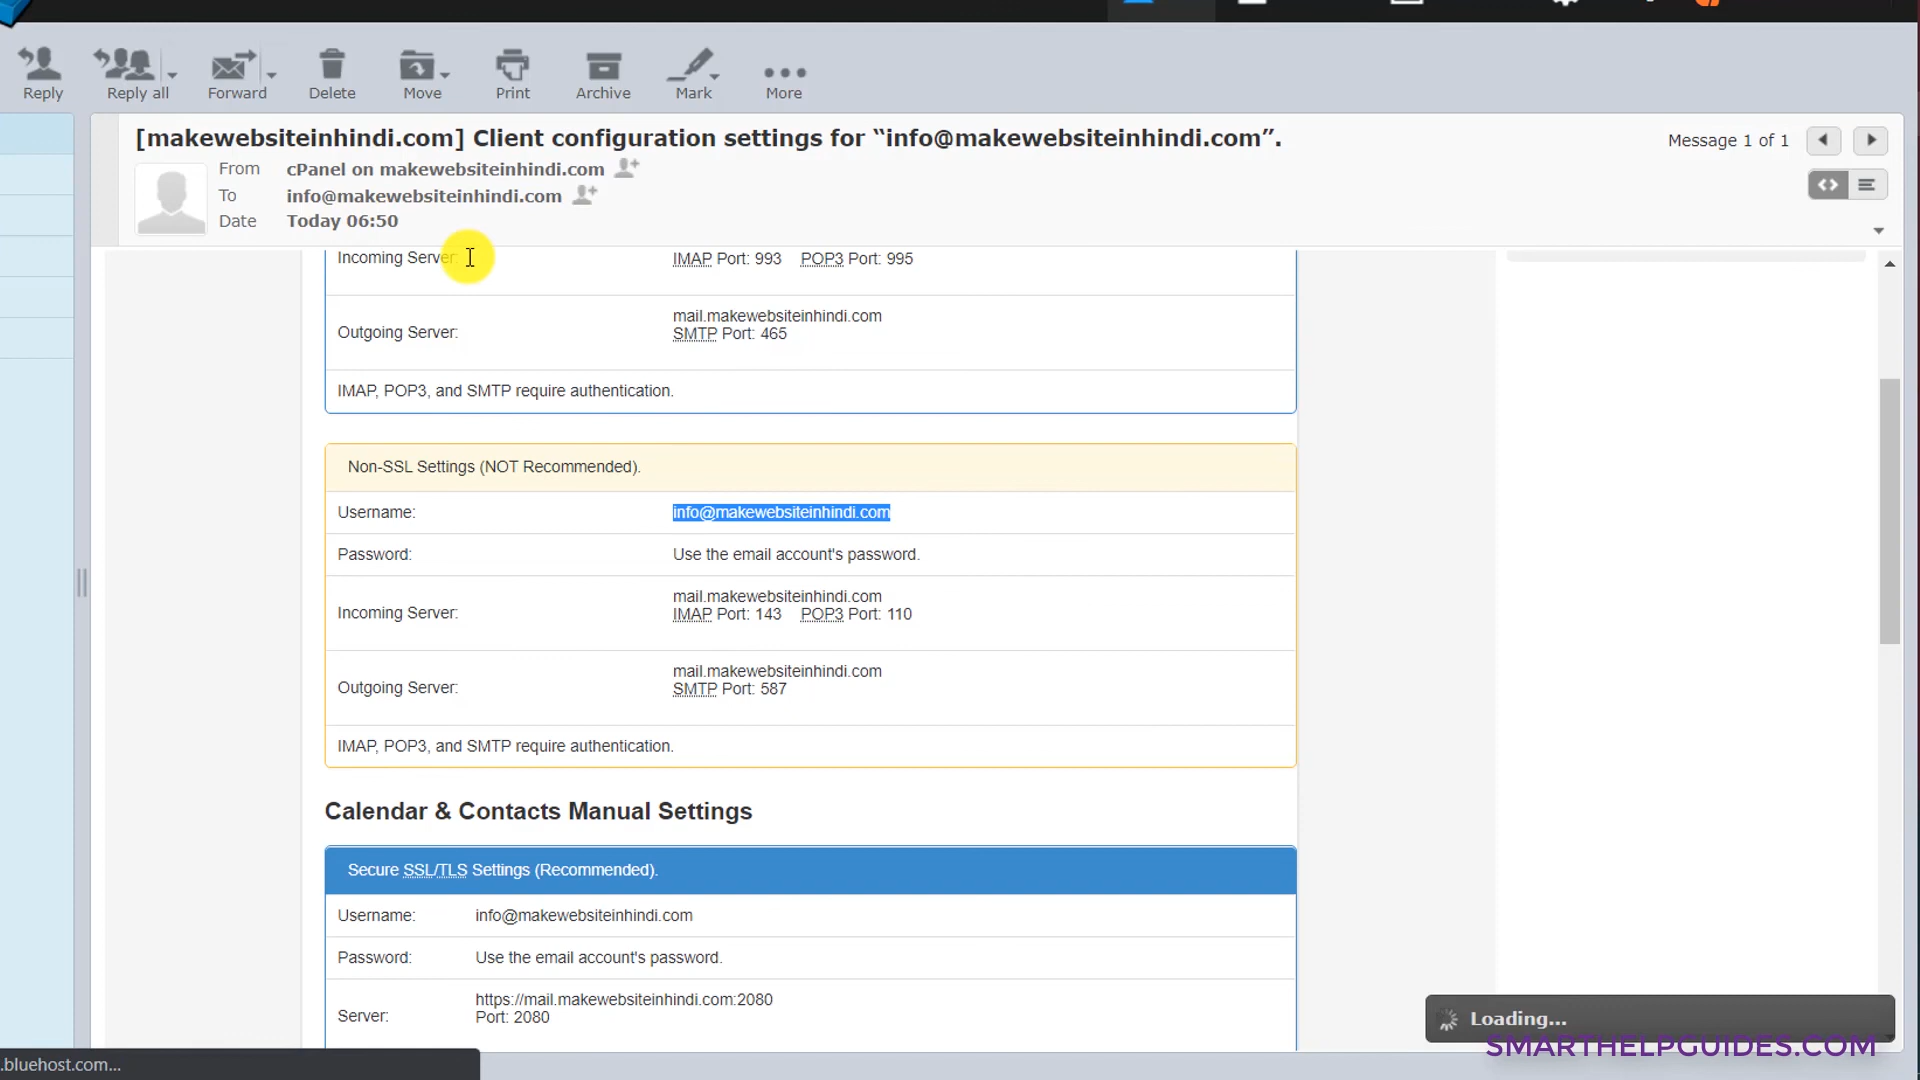 Reply
Reply all
Forward
Delete
Move
Print
Archive
Mark
More
[makewebsiteinhindi.com] Client configuration settings for “info@makewebsiteinhindi.com”.
Message 1 of 1
From cPanel on makewebsiteinhindi.com
To info@makewebsiteinhindi.com
Date Today 06:50
Incoming Server: IMAP Port: 993 POP3 Port: 995
mail.makewebsiteinhindi.com
Outgoing Server: SMTP Port: 465
IMAP, POP3, and SMTP require authentication.
Non-SSL Settings (NOT Recommended).
Username: info@makewebsiteinhindi.com
Password: Use the email account's password.
mail.makewebsiteinhindi.com
Incoming Server: IMAP Port: 143 POP3 Port: 110
mail.makewebsiteinhindi.com
Outgoing Server: SMTP Port: 587
IMAP, POP3, and SMTP require authentication.
Calendar & Contacts Manual Settings
Secure SSL/TLS Settings (Recommended).
Username: info@makewebsiteinhindi.com
Password: Use the email account's password.
https://mail.makewebsiteinhindi.com:2080
Server: Port: 2080
Loading...
SMARTHELPGUIDES.COM
.bluehost.com...